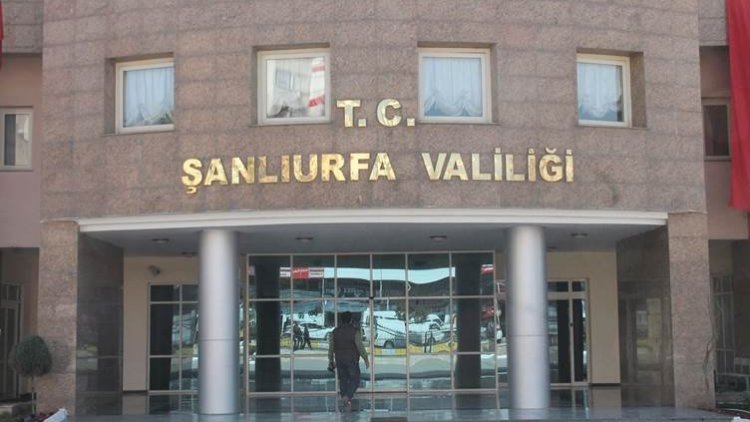 T. C.
ŞANLIURFA VALİLİĞİ